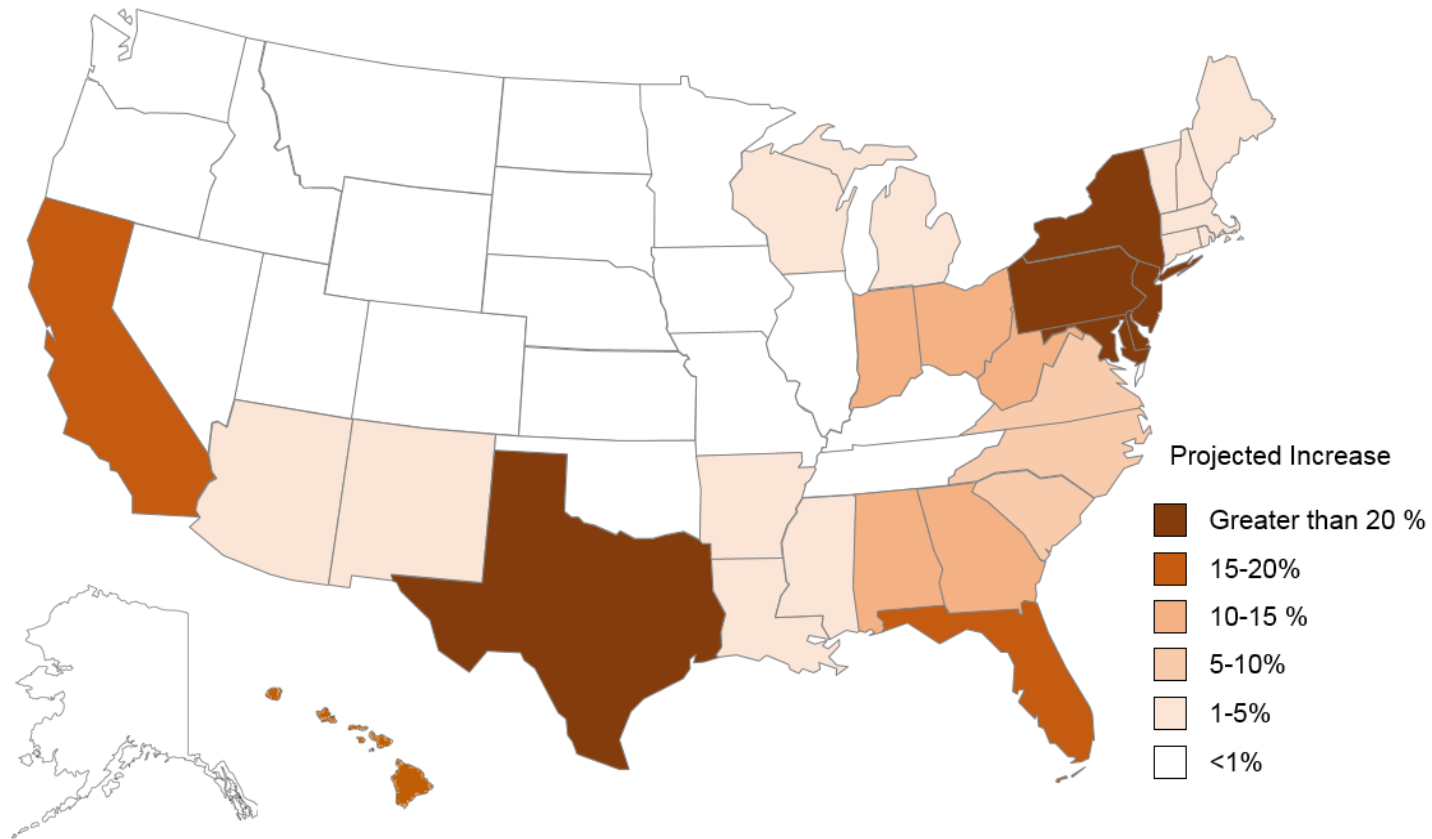 Projected Increase
Greater than 20 %
15-20%
10-15 %
5-10%
1-5%
<1%